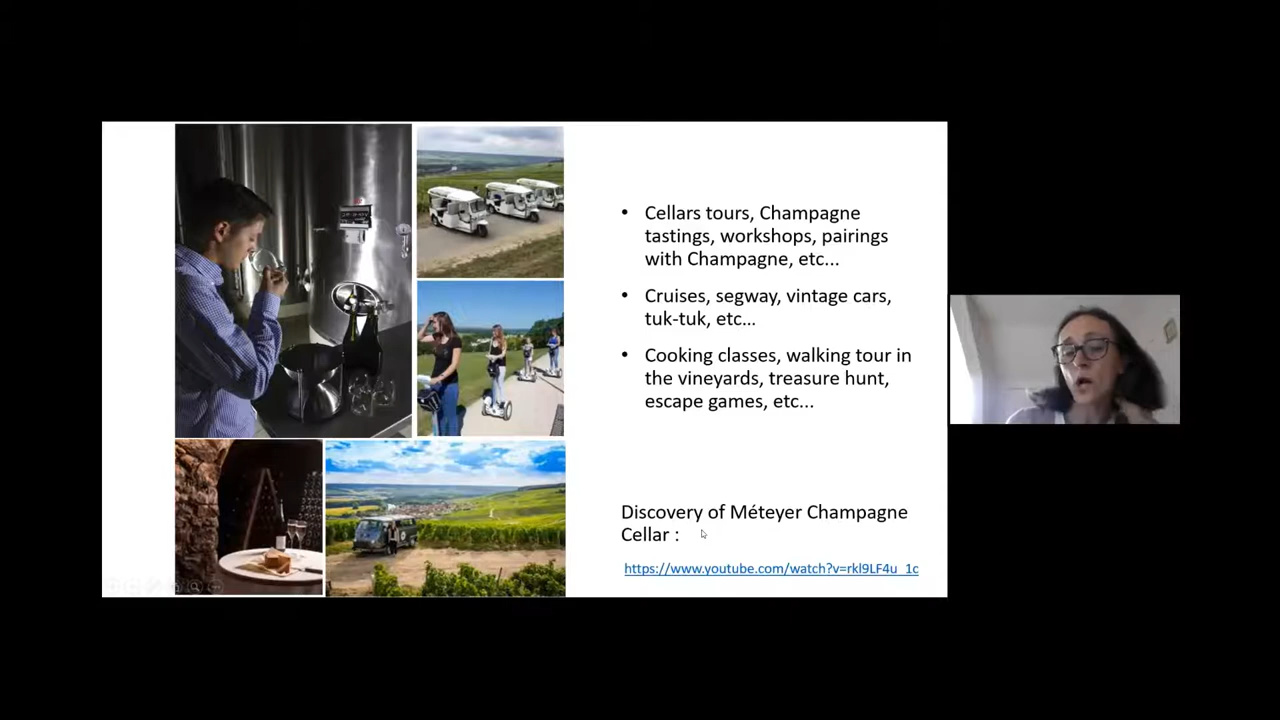 • Cellars tours, Champagne
tastings, workshops, pairings
with Champagne, etc...
• Cruises, segway, vintage cars,
tuk-tuk, etc...
• Cooking classes, walking tour in
the vineyards, treasure hunt,
escape games, etc...
Discovery of Méteyer Champagne
Cellar :
https://www.youtube.com/watch?v=rkl9LF4u_1c